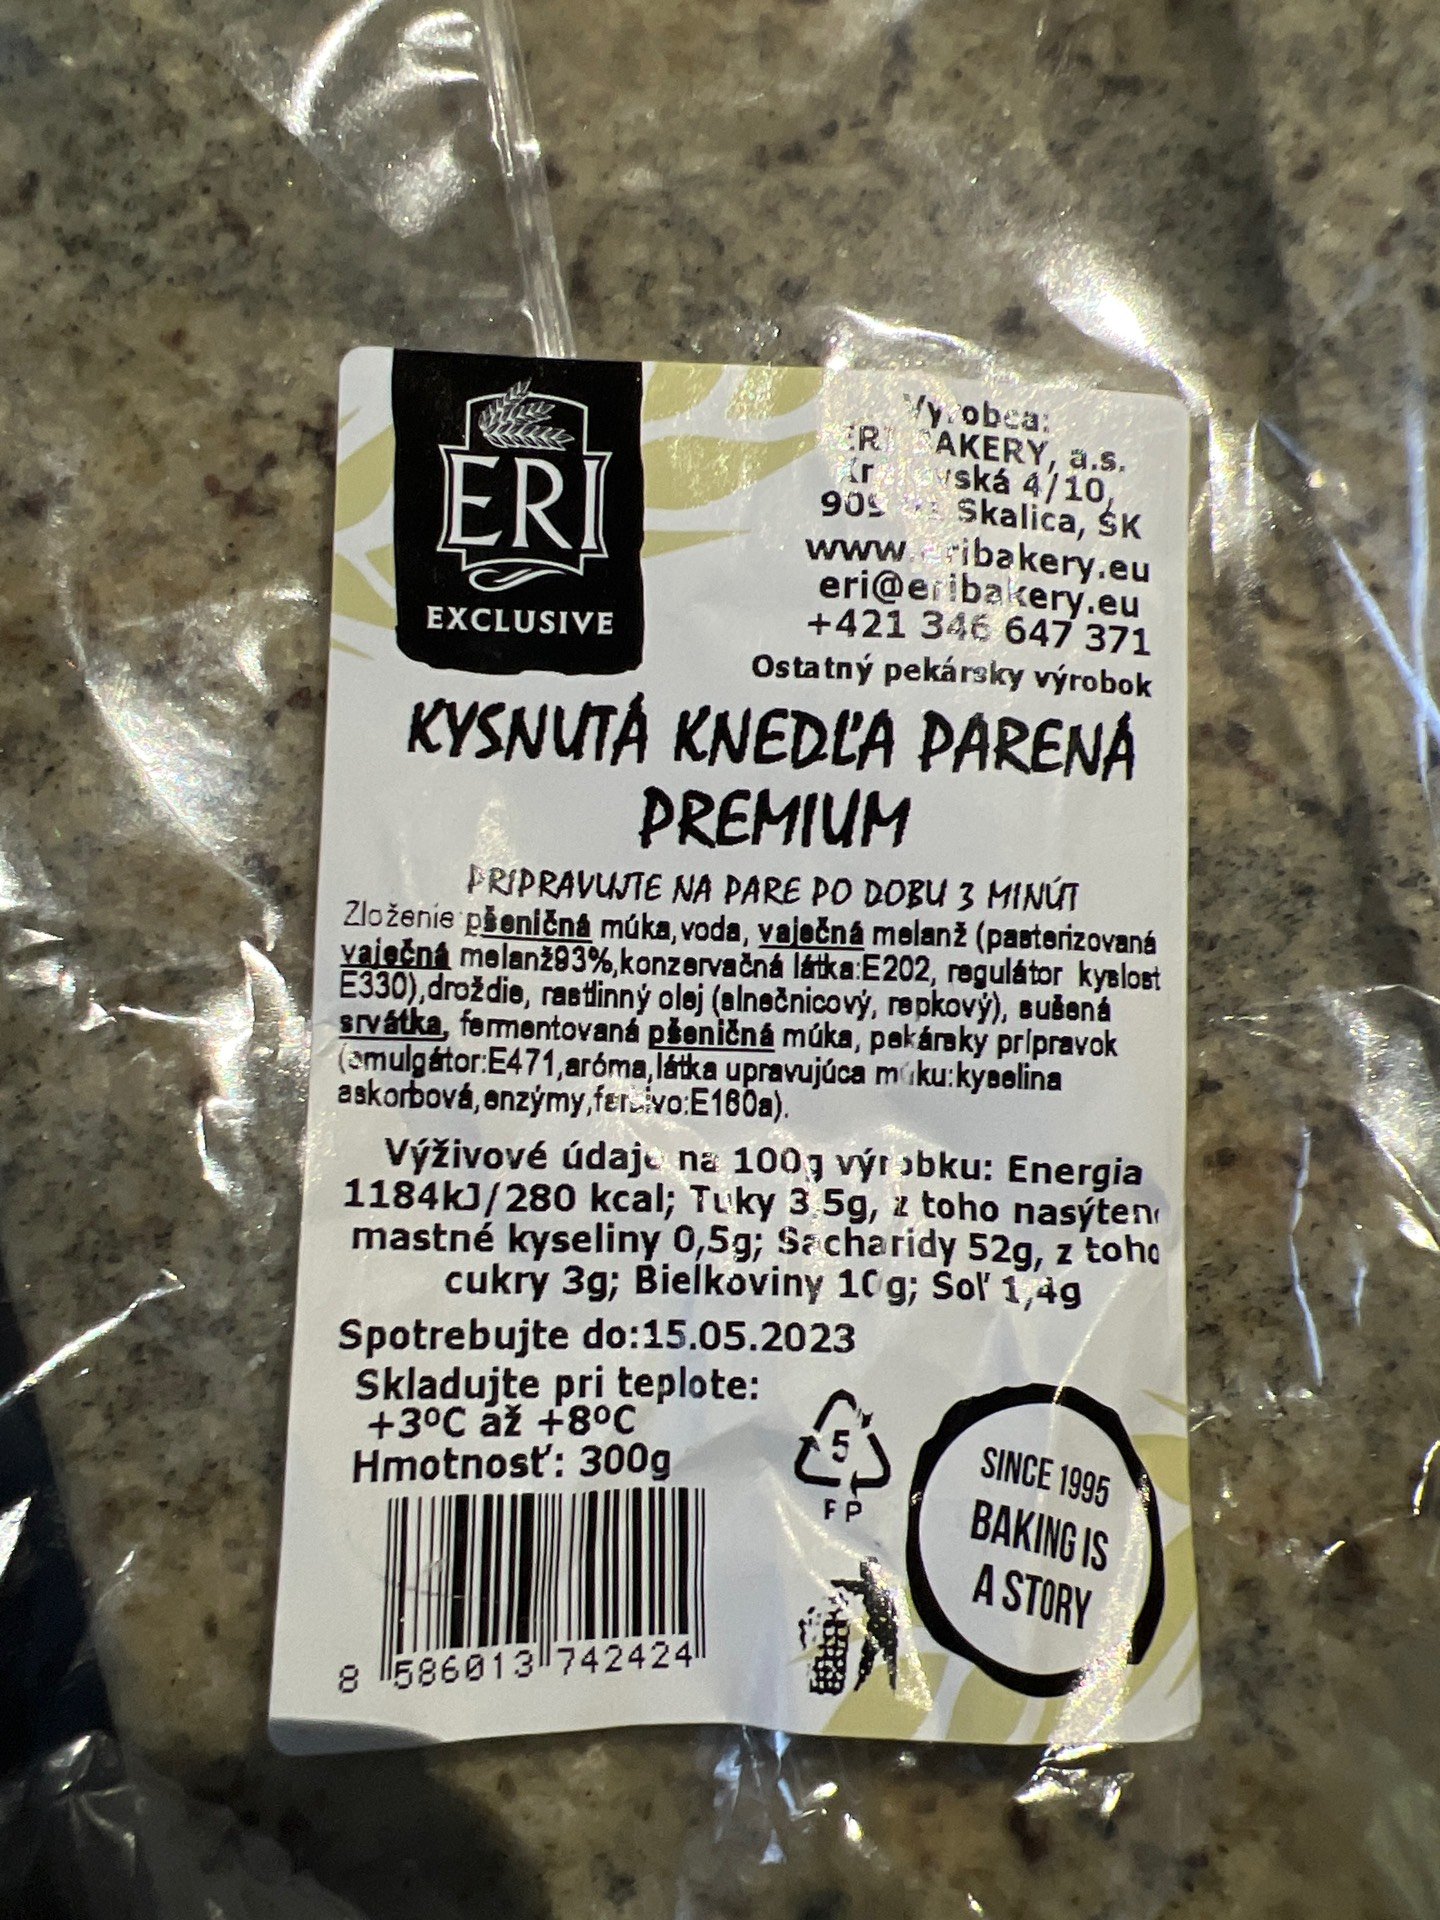 ERI
EXCLUSIVE
Výrobca:
ERI BAKERY, a.s.
4/10,
Skalica, SK
www.eribakery.eu
eri@eribakery.eu
+421 346 647 371
Ostatný pekársky výrobok
KYSNUTÁ KNEDĽA PARENÁ
PREMIUM
PRIPRAVUJTE NA PARE PO DOBU 3 MINÚT
Zloženie:pšeničná múka,voda, vaječná melanž (pasterizovaná
vaječná melanž93%,konzervačná látka:E202, regulátor kyslost
E330),droždie, rastlinný olej (slnečnicový, repkový), sušená
srvátka, fermentovaná pšeničná múka, pekársky prípravok
(emulgátor:E471,aróma,látka upravujúca múku:kyselina
askorbová,enzýmy,farbivo:E160a).
Výživové údaje na 100g výrobku: Energia
1184kJ/280 kcal; Tuky 3,5g, z toho nasýtené
mastné kyseliny 0,5g; Sacharidy 52g, z toho
cukry 3g; Bielkoviny 10g; Soľ 1,4g
Spotrebujte do:15.05.2023
Skladujte pri teplote:
+3ºC až +8ºC
Hmotnosť: 300g
5
PP
SINCE 1995
BAKING IS
A STORY
8 586013 742424